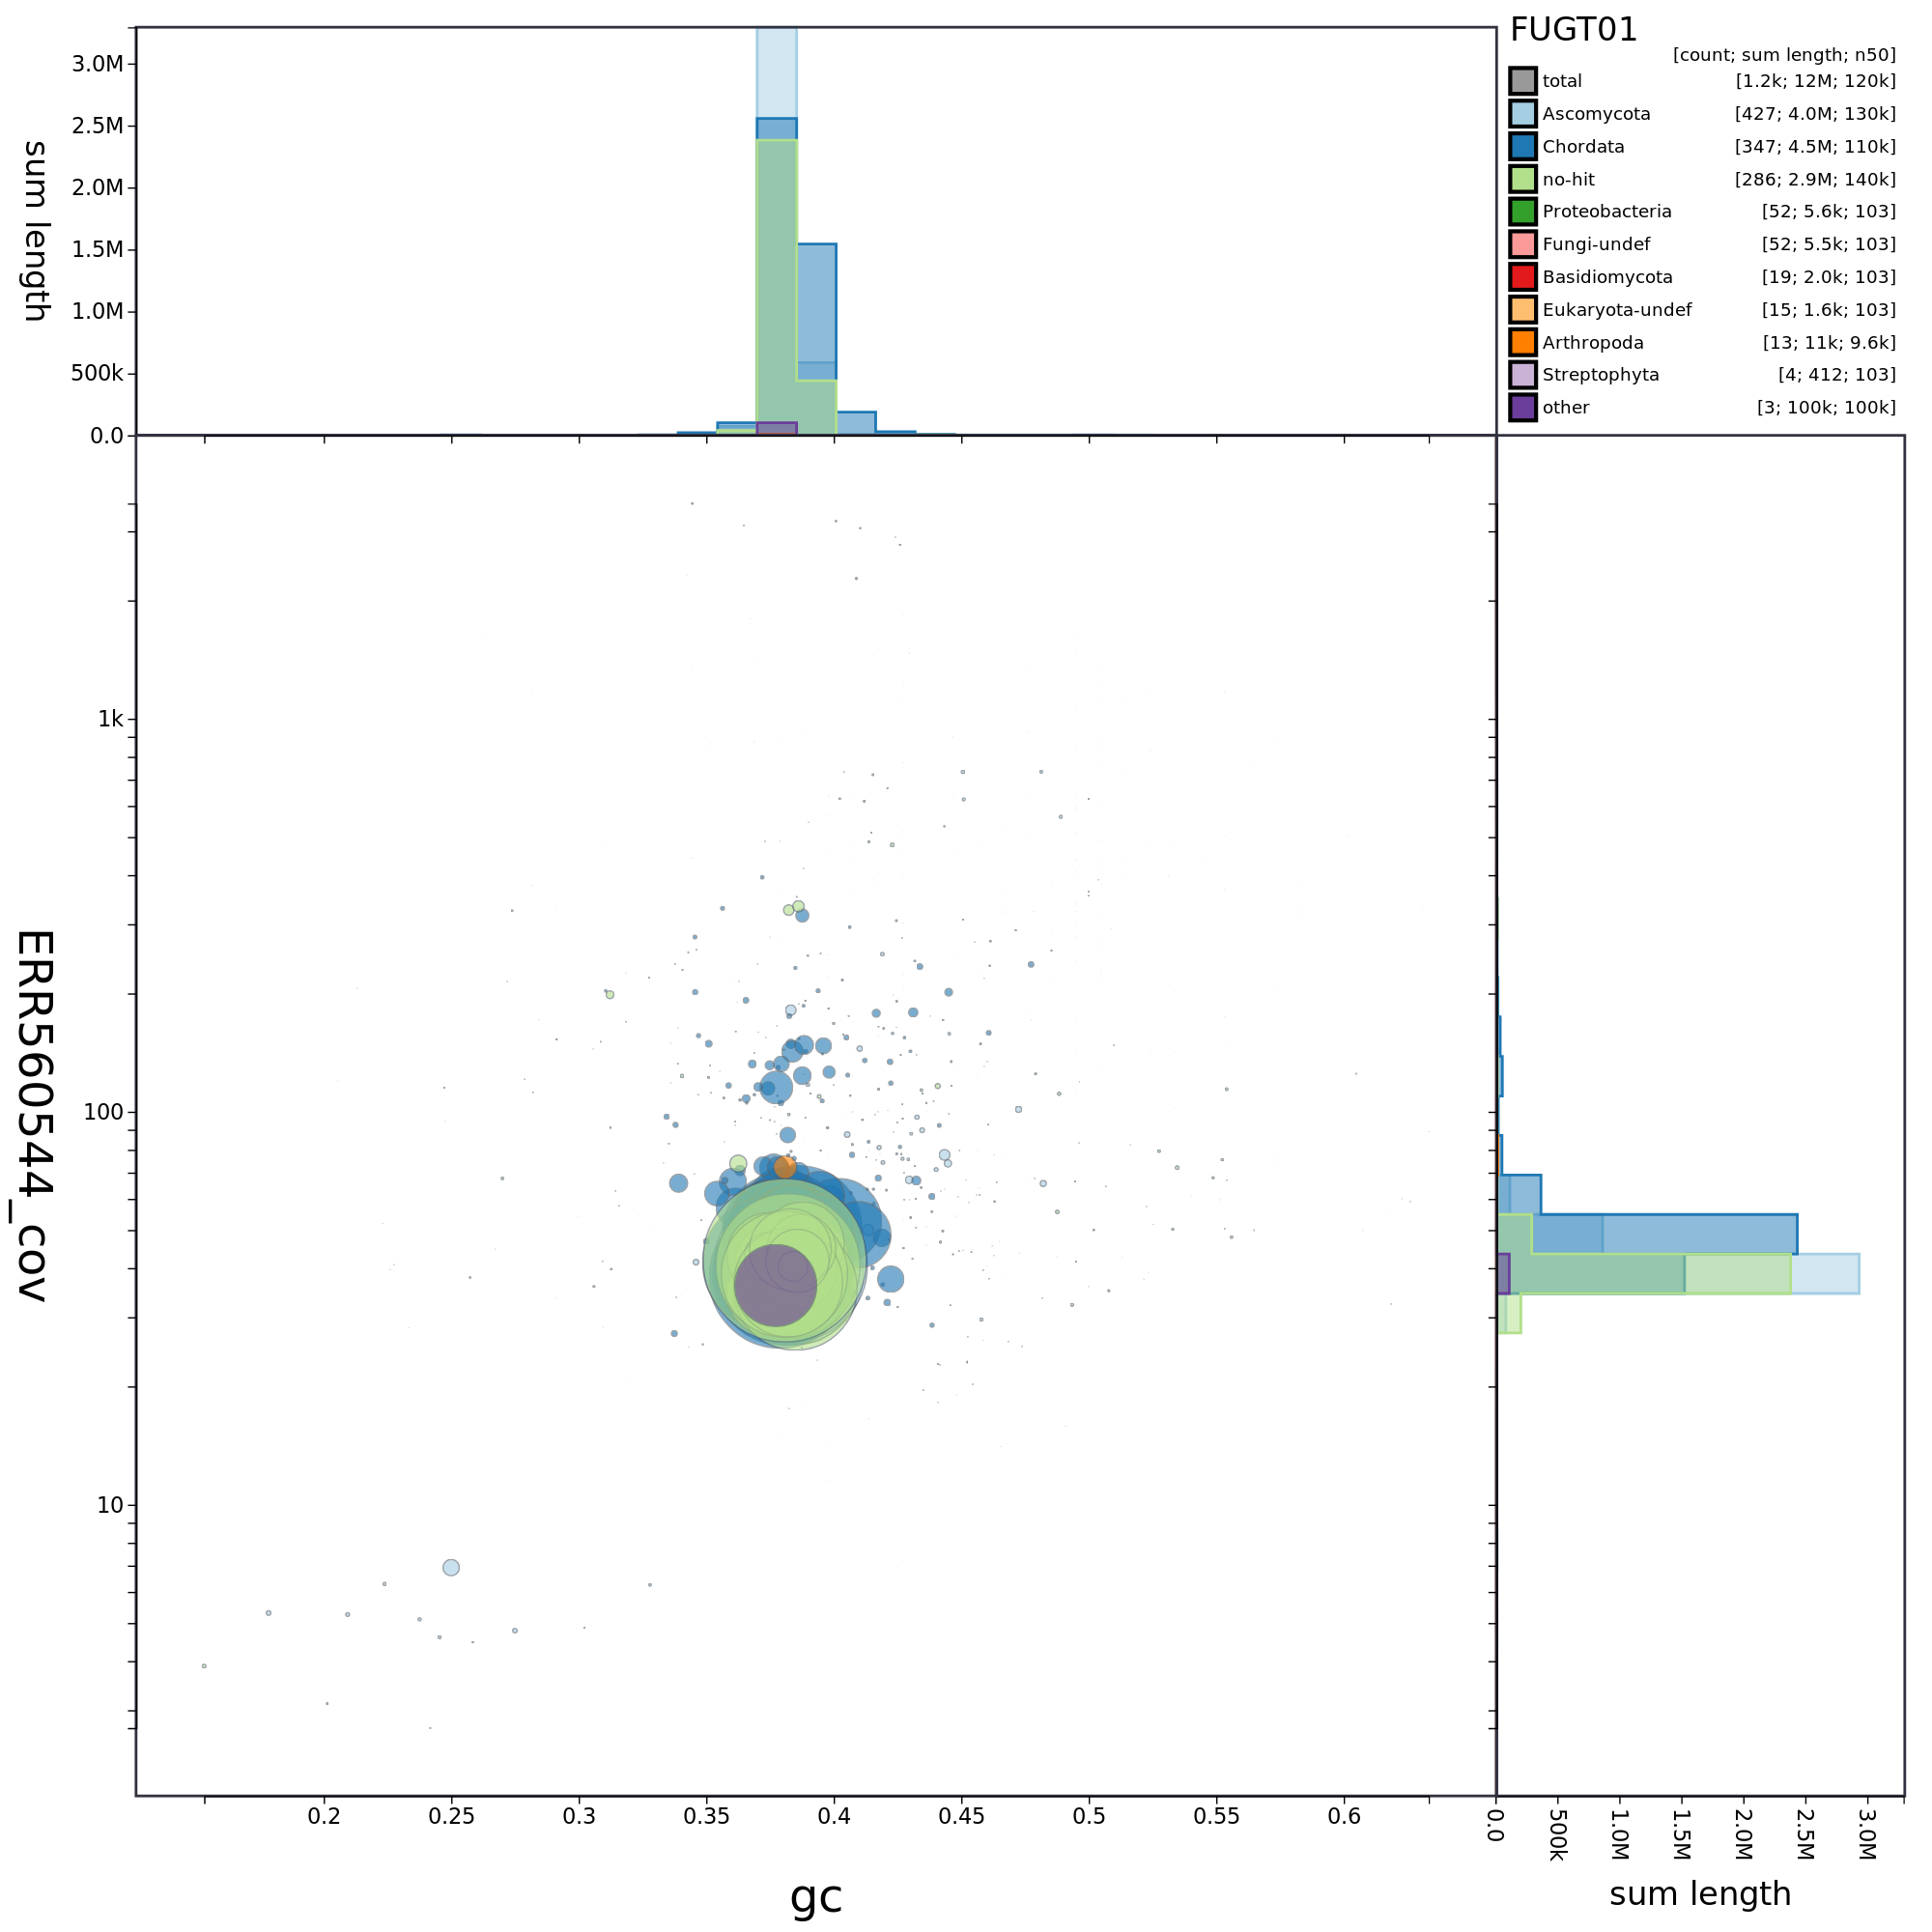 FUGT01
[count; sum length; n50]
total [1.2k; 12M; 120k]
Ascomycota [427; 4.0M; 130k]
Chordata [347; 4.5M; 110k]
no-hit [286; 2.9M; 140k]
Proteobacteria [52; 5.6k; 103]
Fungi-undef [52; 5.5k; 103]
Basidiomycota [19; 2.0k; 103]
Eukaryota-undef [15; 1.6k; 103]
Arthropoda [13; 11k; 9.6k]
Streptophyta [4; 412; 103]
other [3; 100k; 100k]
sum length
3.0M
2.5M
2.0M
1.5M
1.0M
500k
0.0
ERR560544_cov
1k
100
10
0.2 0.25 0.3 0.35 0.4 0.45 0.5 0.55 0.6
gc
0.0 500k 1.0M 1.5M 2.0M 2.5M 3.0M
sum length